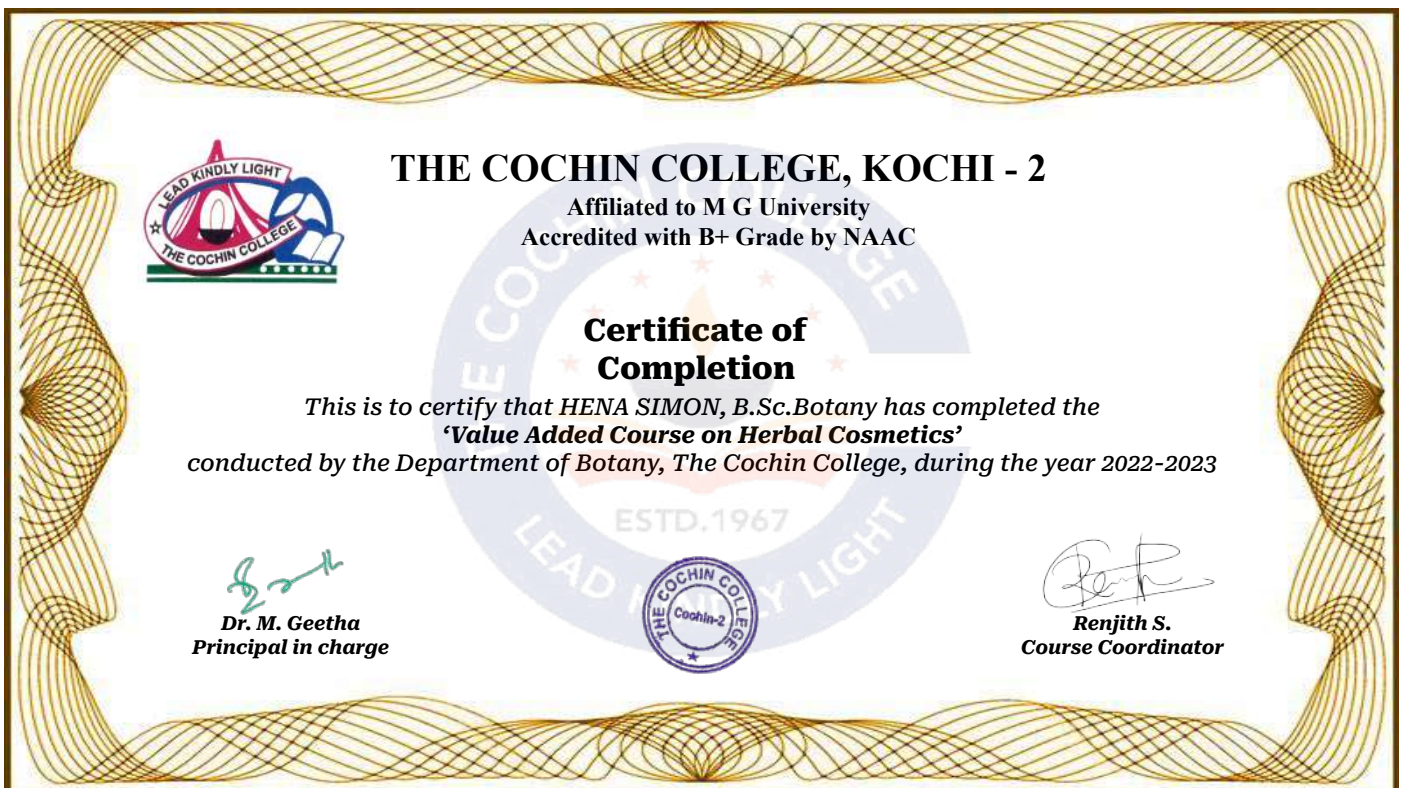 LEAD KINDLY LIGHT
THE COCHIN COLLEGE
THE COCHIN COLLEGE, KOCHI - 2
Affiliated to M G University
Accredited with B+ Grade by NAAC
THE COCHIN COLLEGE
Certificate of
Completion
This is to certify that HENA SIMON, B.Sc.Botany has completed the
‘Value Added Course on Herbal Cosmetics’
conducted by the Department of Botany, The Cochin College, during the year 2022-2023
ESTD.1967
LEAD KINDLY LIGHT
THE COCHIN COLLEGE
Cochin-2
Dr. M. Geetha
Principal in charge
Renjith S.
Course Coordinator